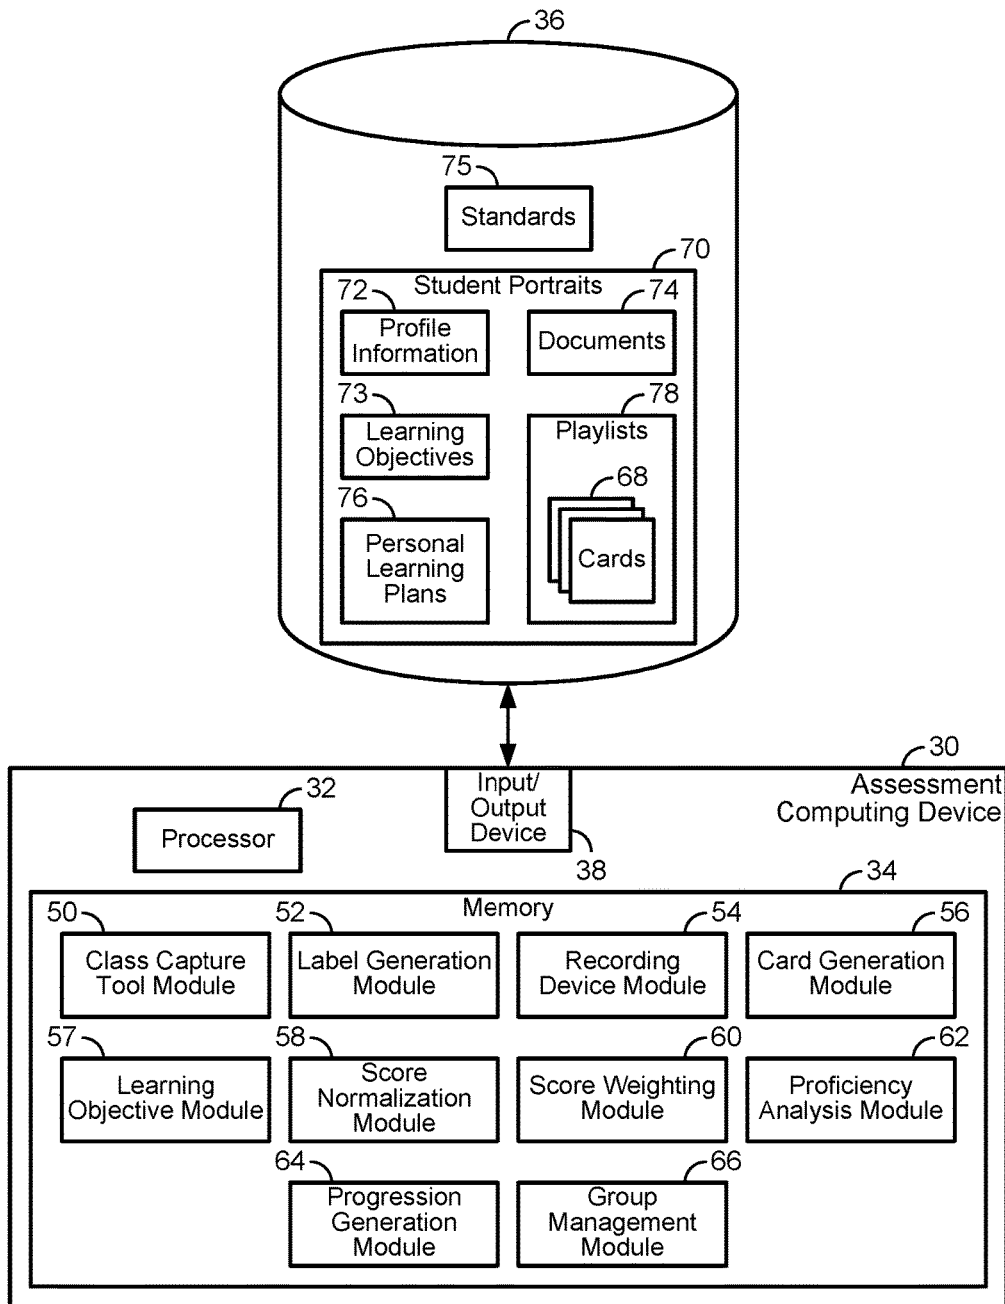 36
75
Standards
70
Student Portraits
72
Profile
Information
74
Documents
73
Learning
Objectives
78
Playlists
76
Personal
Learning
Plans
68
Cards
30
Assessment
Computing Device
32
Processor
Input/
Output
Device
38
34
Memory
50
Class Capture
Tool Module
52
Label Generation
Module
54
Recording
Device Module
56
Card Generation
Module
57
Learning
Objective Module
58
Score
Normalization
Module
60
Score Weighting
Module
62
Proficiency
Analysis Module
64
Progression
Generation
Module
66
Group
Management
Module